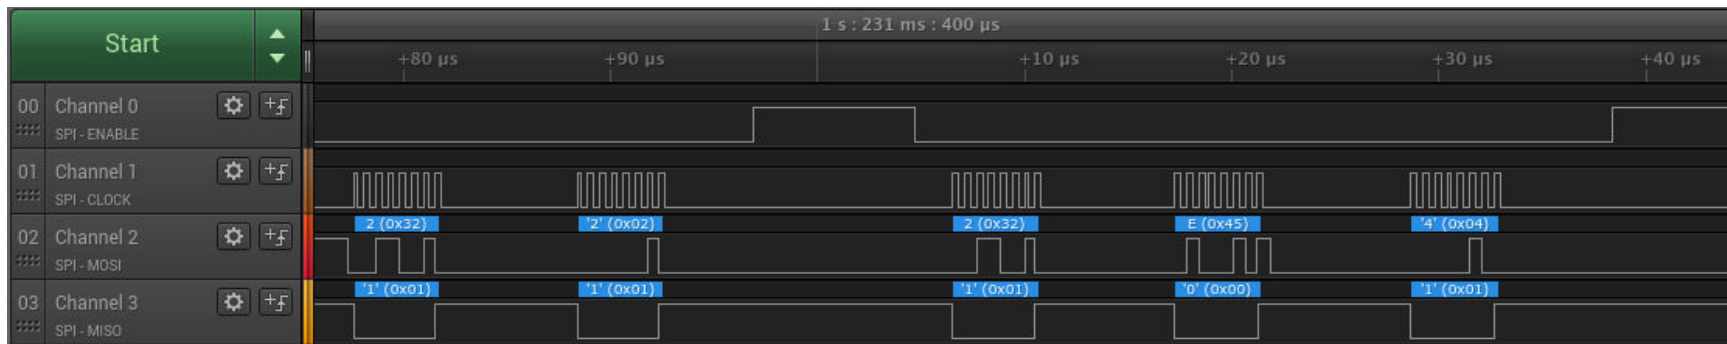 Start
1 s : 231 ms : 400 µs
+80 µs +90 µs +10 µs +20 µs +30 µs +40 µs
00 Channel 0
SPI - ENABLE
01 Channel 1
SPI - CLOCK
2 (0x32) '2' (0x02) 2 (0x32) E (0x45) '4' (0x04)
02 Channel 2
SPI - MOSI
'1' (0x01) '1' (0x01) '1' (0x01) '0' (0x00) '1' (0x01)
03 Channel 3
SPI - MISO